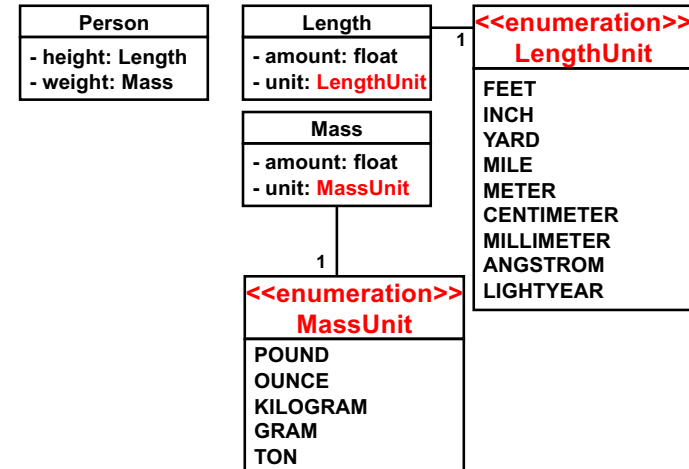 Person
- height: Length
- weight: Mass
Length
- amount: float
- unit: LengthUnit
1
<<enumeration>>
LengthUnit
FEET
INCH
YARD
MILE
METER
CENTIMETER
MILLIMETER
ANGSTROM
LIGHTYEAR
Mass
- amount: float
- unit: MassUnit
1
<<enumeration>>
MassUnit
POUND
OUNCE
KILOGRAM
GRAM
TON